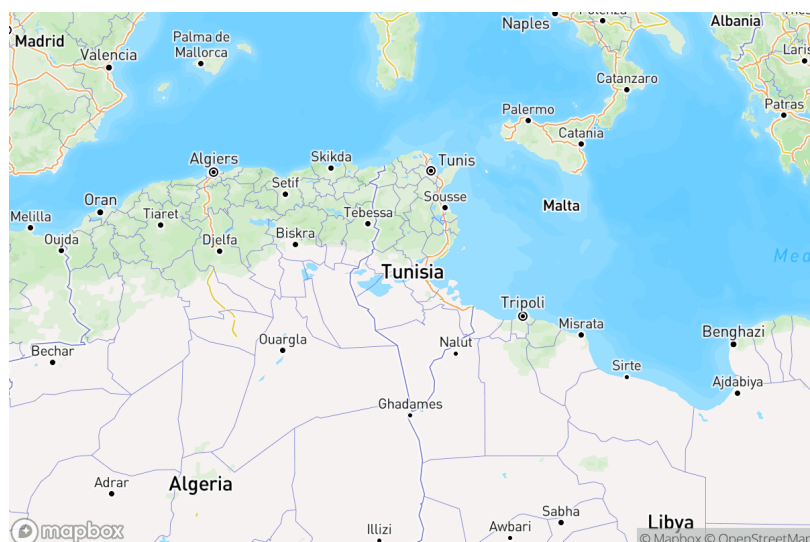 Madrid
Valencia
Palma de
Mallorca
Naples
Potenza
Albania
Laris
Catanzaro
Palermo
Patras
Catania
Algiers
Skikda
Tunis
Setif
Oran
Sousse
Malta
Melilla
Tiaret
Tebessa
Oujda
Djelfa
Biskra
Med
Tunisia
Tripoli
Misrata
Benghazi
Ouargla
Nalut
Bechar
Sirte
Ajdabiya
Ghadames
Adrar
Algeria
Sabha
Libya
Illizi
Awbari
mapbox
© Mapbox © OpenStreetMap